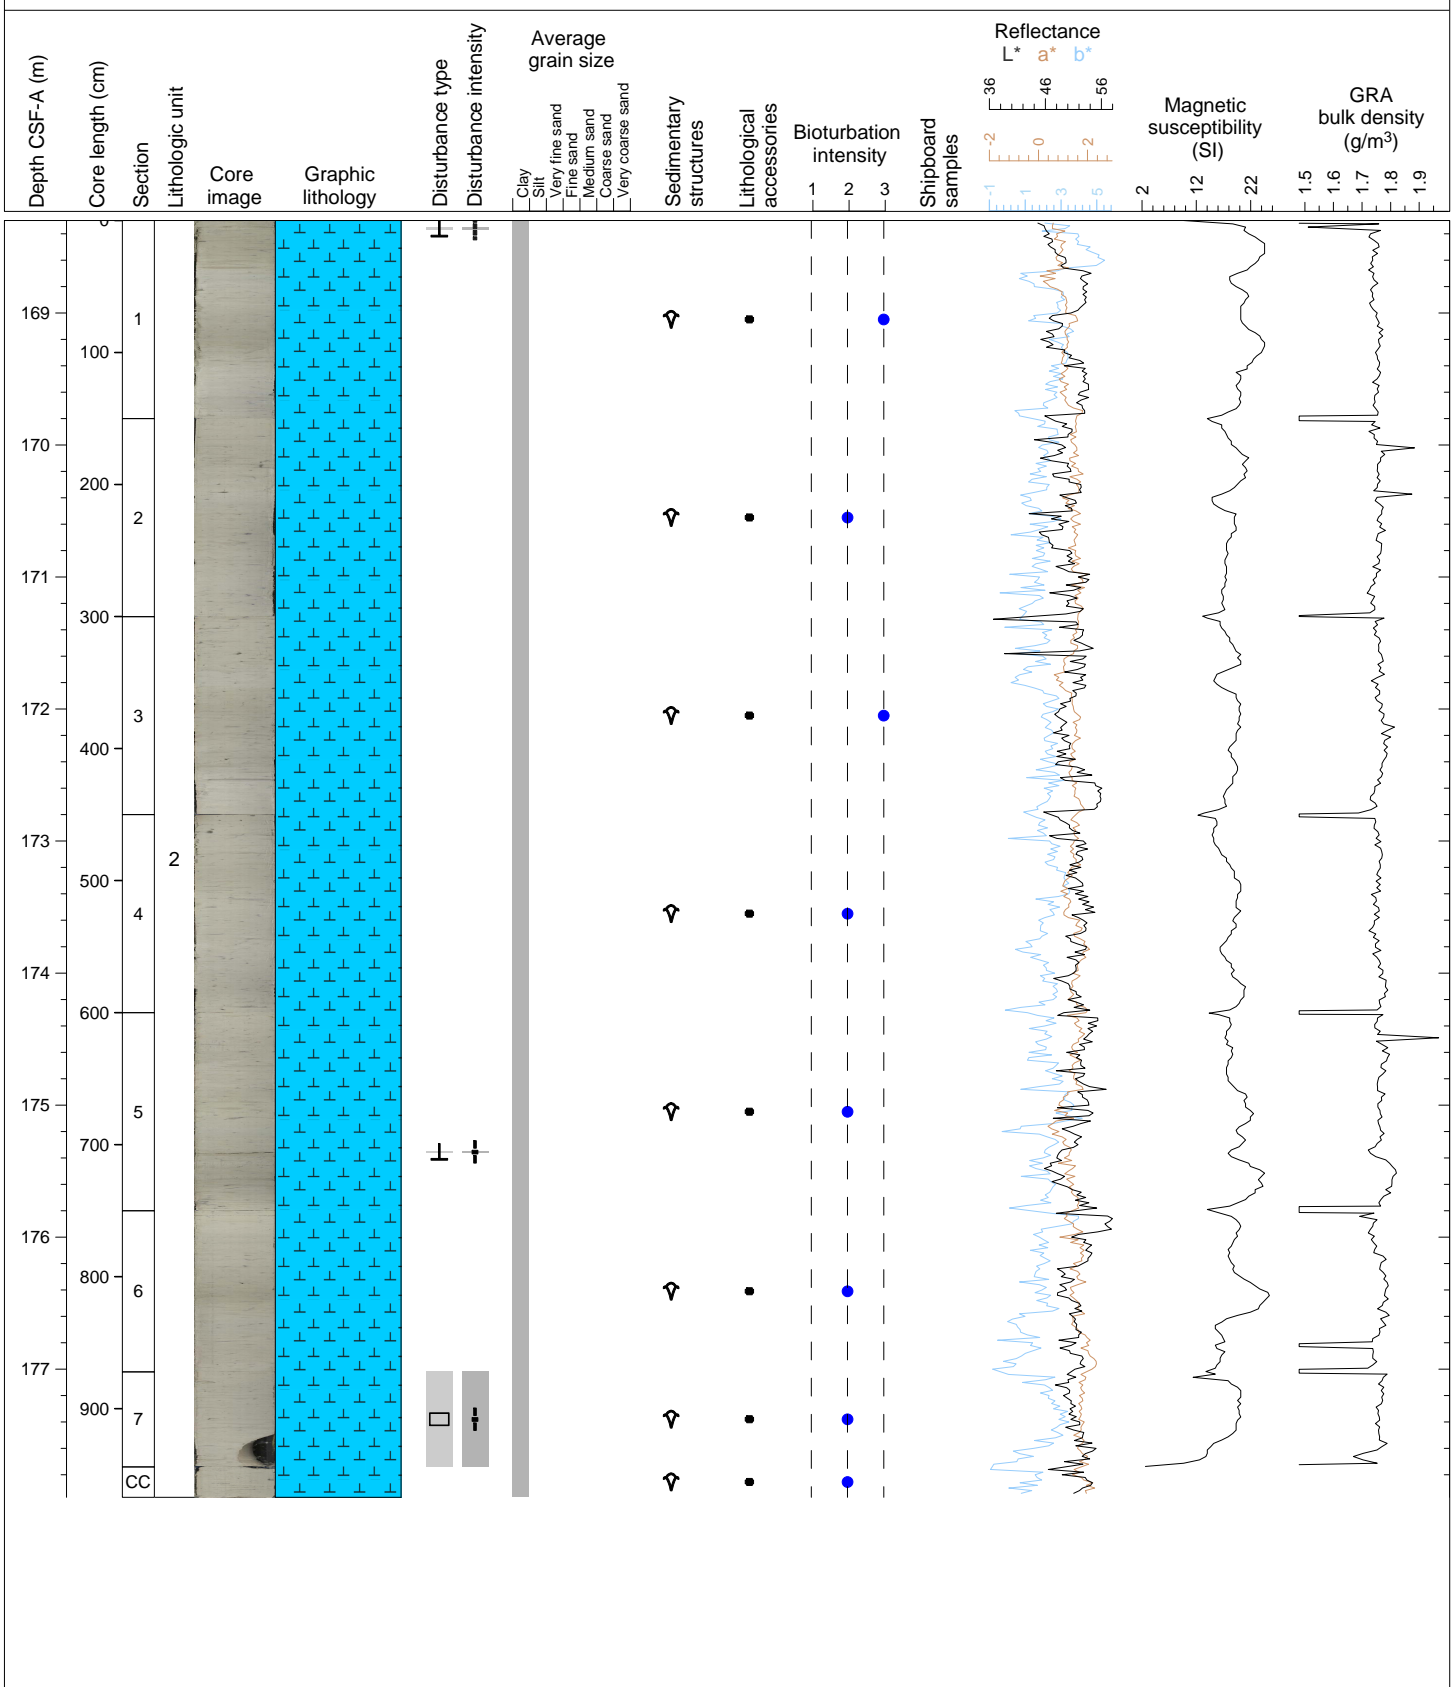 Depth CSF-A (m)
Core length (cm)
Section
Lithologic unit
Core
image
Graphic
lithology
Disturbance type
Disturbance intensity
Average
grain size
Clay
Silt
Very fine sand
Fine sand
Medium sand
Coarse sand
Very coarse sand
Sedimentary
structures
Lithological
accessories
Bioturbation
intensity
1 2 3
Shipboard
samples
Reflectance
L* a* b*
36 46 56
-2 0 2
-1 1 3 5
Magnetic
susceptibility
(SI)
2 12 22
GRA
bulk density
(g/m³)
1.5 1.6 1.7 1.8 1.9
0
169
1
100
170
200
2
171
300
172
3
400
173
2
500
4
174
600
175
5
700
176
800
6
177
900
7
CC